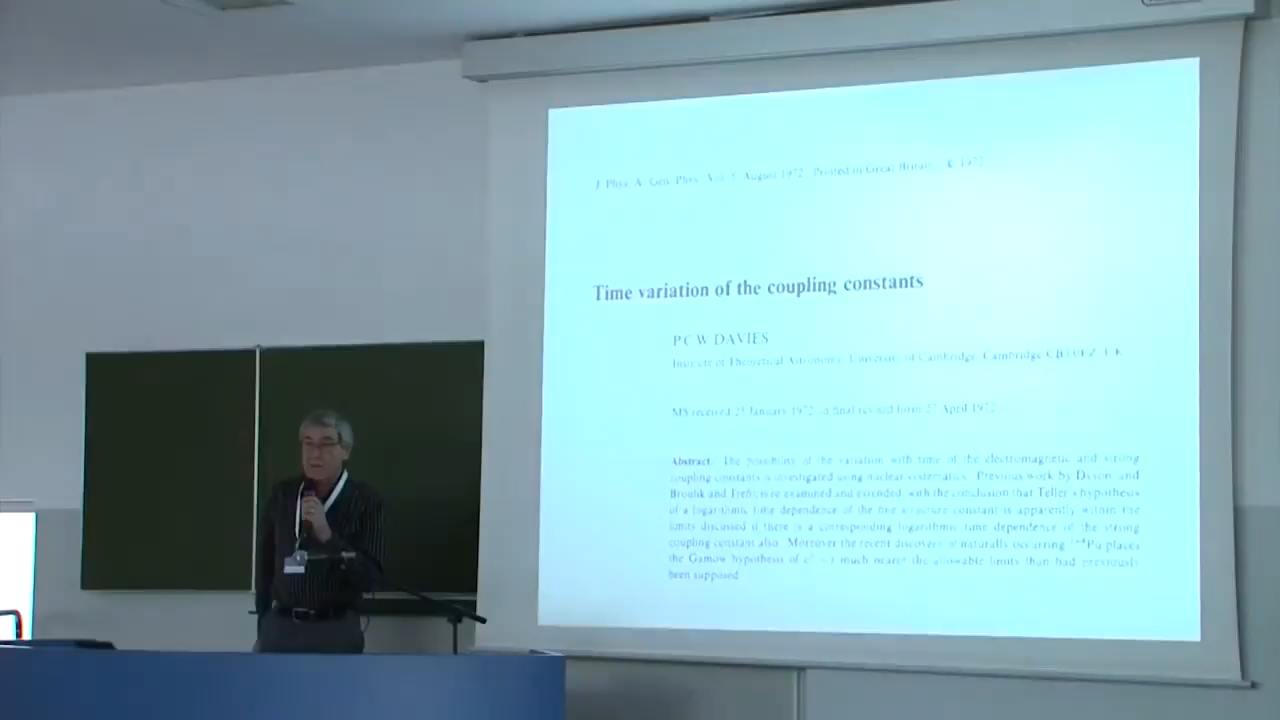 J. Phys. A: Gen. Phys., Vol. 5, August 1972. Printed in Great Britain. © 1972
Time variation of the coupling constants
P C W DAVIES
Institute of Theoretical Astronomy, University of Cambridge, Cambridge
MS received 25 January 1972, in final revised form 27 April 1972
Abstract. The possibility of the variation with time of the electromagnetic and strong
coupling constants is investigated using nuclear systematics. Previous work by Dyson and
Broulik and Trefil is re-examined and extended, with the conclusion that Teller's hypothesis
of a logarithmic time dependence of the fine structure constant is apparently within the
limits discussed if there is a corresponding logarithmic time dependence of the strong
coupling constant also. Moreover the recent discovery of naturally occurring ²⁴⁴Pu places
the Gamow hypothesis of much nearer the allowable limits than had previously
been supposed.